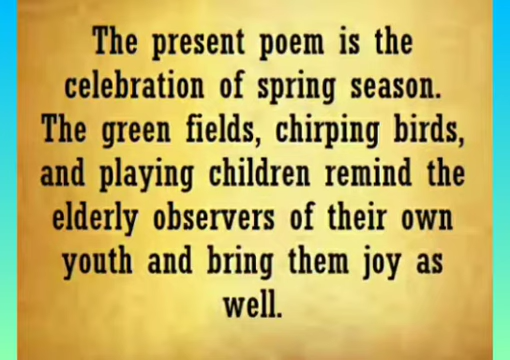 The present poem is the
celebration of spring season.
The green fields, chirping birds,
and playing children remind the
elderly observers of their own
youth and bring them joy as
well.